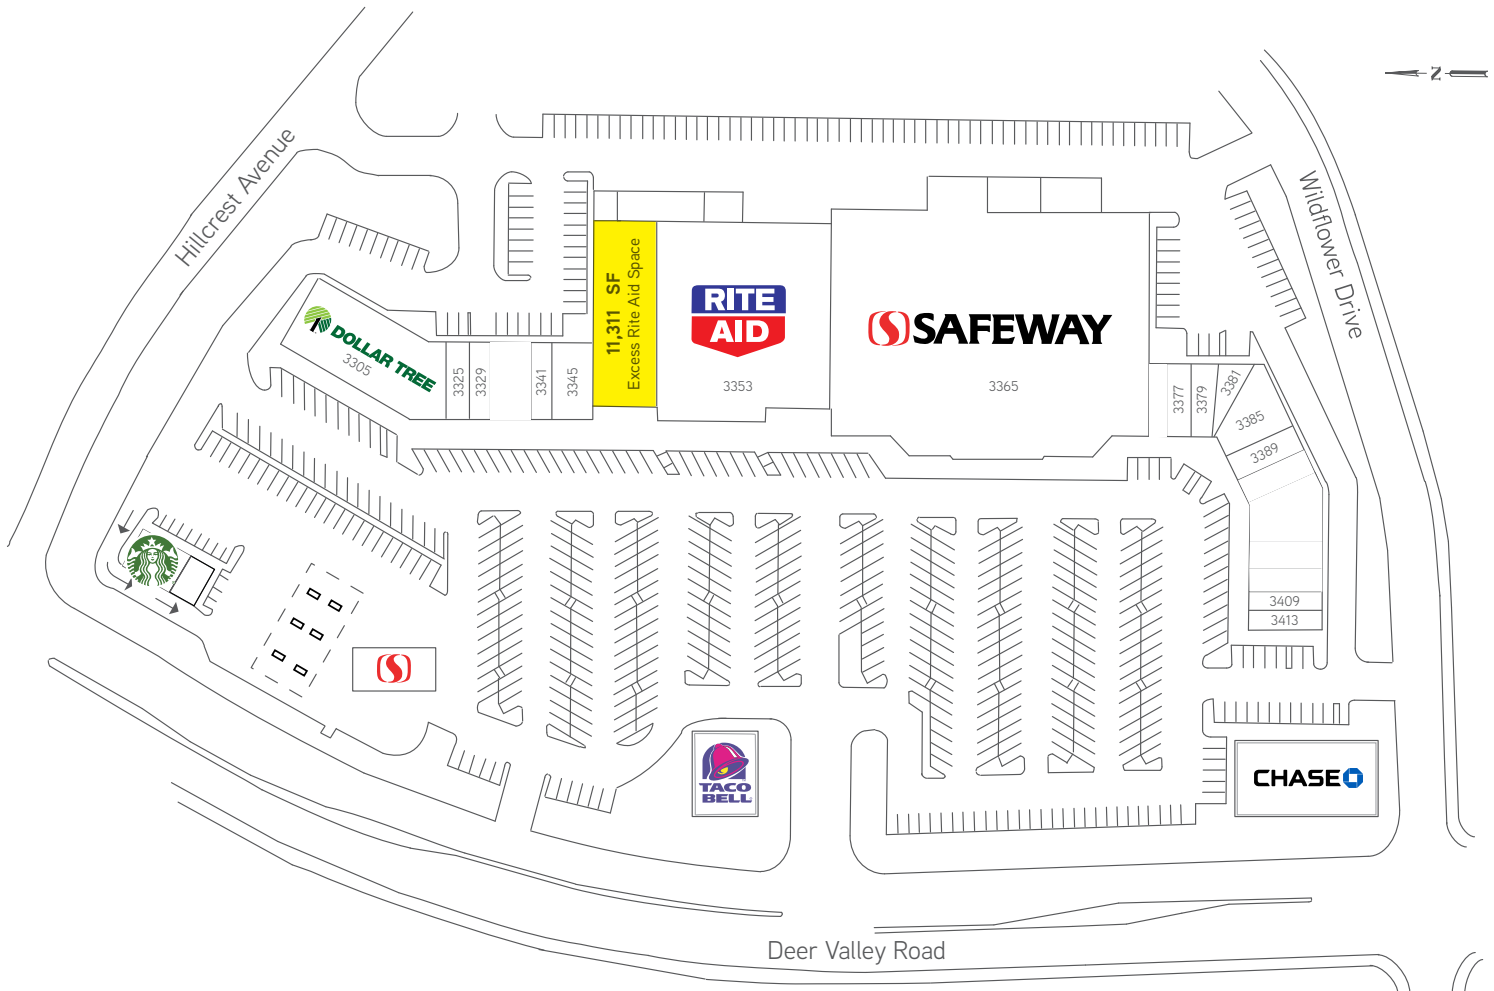 N
Hillcrest Avenue
Wildflower Drive
11,311 SF
Excess Rite Aid Space
RITE
AID
3353
SAFEWAY
3365
DOLLAR TREE
3305
3325
3329
3341
3345
3377
3379
3381
3385
3389
3409
3413
TACO
BELL
CHASE
Deer Valley Road